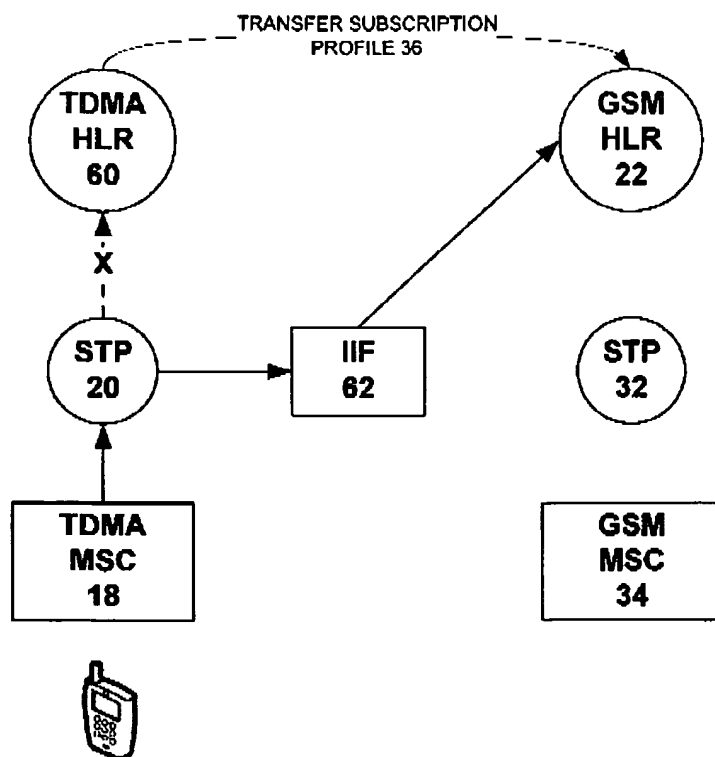 TRANSFER SUBSCRIPTION
PROFILE 36
TDMA
HLR
60
GSM
HLR
22
X
STP
20
IIF
62
STP
32
TDMA
MSC
18
GSM
MSC
34